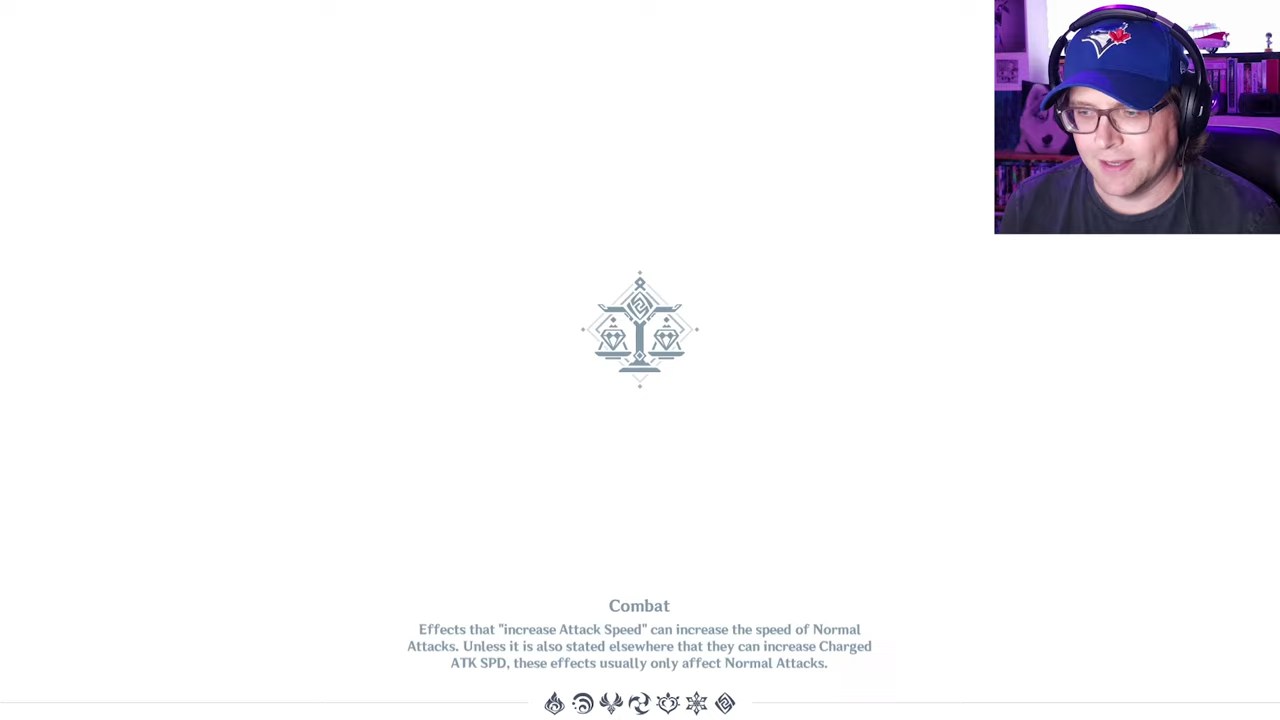 Combat
Effects that "increase Attack Speed" can increase the speed of Normal
Attacks. Unless it is also stated elsewhere that they can increase Charged
ATK SPD, these effects usually only affect Normal Attacks.